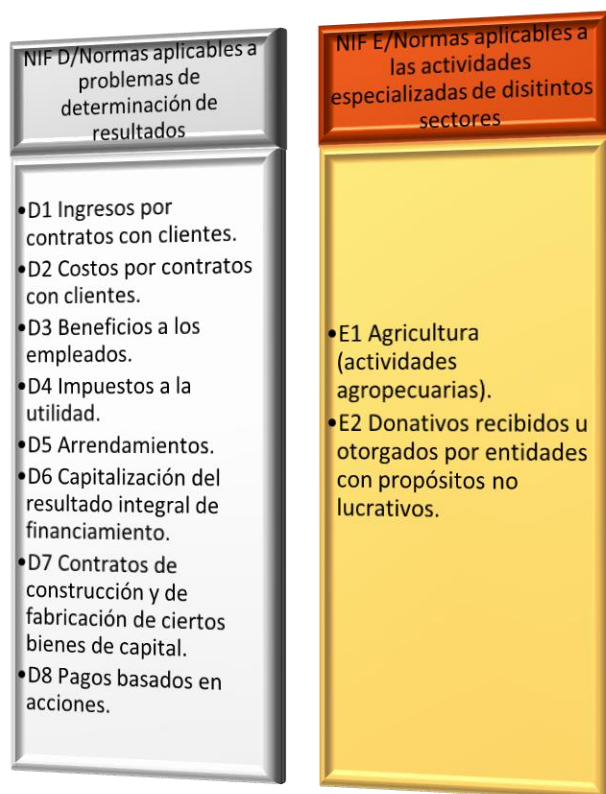 NIF D/Normas aplicables a
problemas de
determinación de
resultados
•D1 Ingresos por
contratos con clientes.
•D2 Costos por contratos
con clientes.
•D3 Beneficios a los
empleados.
•D4 Impuestos a la
utilidad.
•D5 Arrendamientos.
•D6 Capitalización del
resultado integral de
financiamiento.
•D7 Contratos de
construcción y de
fabricación de ciertos
bienes de capital.
•D8 Pagos basados en
acciones.
NIF E/Normas aplicables a
las actividades
especializadas de disitintos
sectores
•E1 Agricultura
(actividades
agropecuarias).
•E2 Donativos recibidos u
otorgados por entidades
con propósitos no
lucrativos.